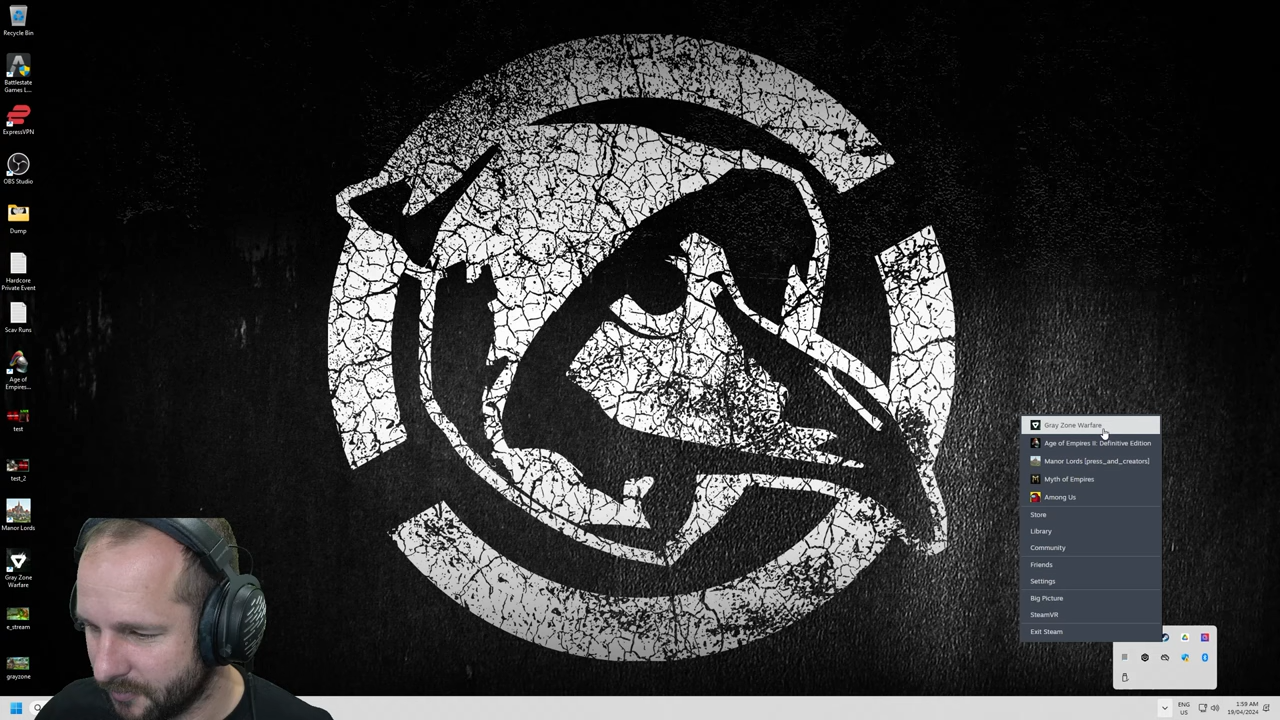 Recycle Bin
Battlestate
Games L...
ExpressVPN
OBS Studio
Dump
Hardcore
Private Event
Scav Runs
Age of
Empires...
test
test_2
Manor Lords
Gray Zone
Warfare
e_stream
grayzone
Gray Zone Warfare
Age of Empires II: Definitive Edition
Manor Lords [press_and_creators]
Myth of Empires
Among Us
Store
Library
Community
Friends
Settings
Big Picture
SteamVR
Exit Steam
ENG
US
1:59 AM
19/04/2024